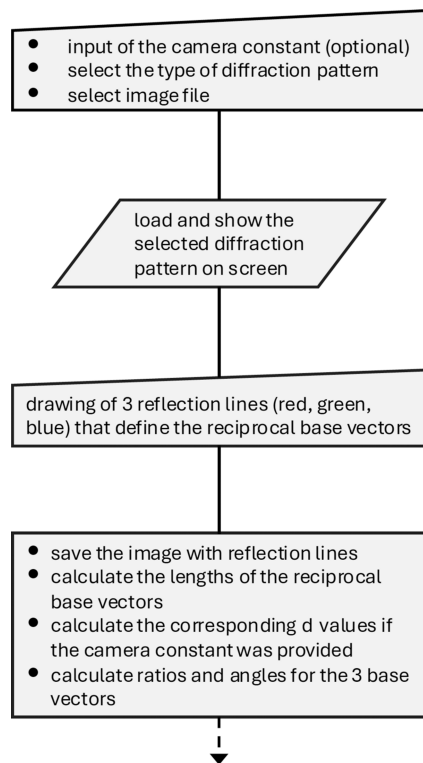 ● input of the camera constant (optional)
● select the type of diffraction pattern
● select image file
load and show the
selected diffraction
pattern on screen
drawing of 3 reflection lines (red, green,
blue) that define the reciprocal base vectors
● save the image with reflection lines
● calculate the lengths of the reciprocal
base vectors
● calculate the corresponding d values if
the camera constant was provided
● calculate ratios and angles for the 3 base
vectors